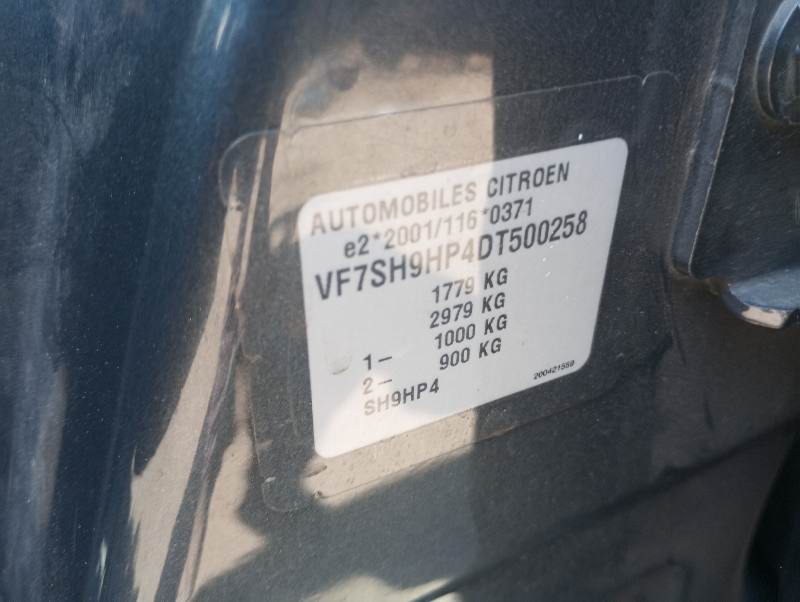 AUTOMOBILES CITROEN
e2*2001/116*0371
VF7SH9HP4DT500258
1779 KG
2979 KG
1- 1000 KG
2- 900 KG
SH9HP4
200421559